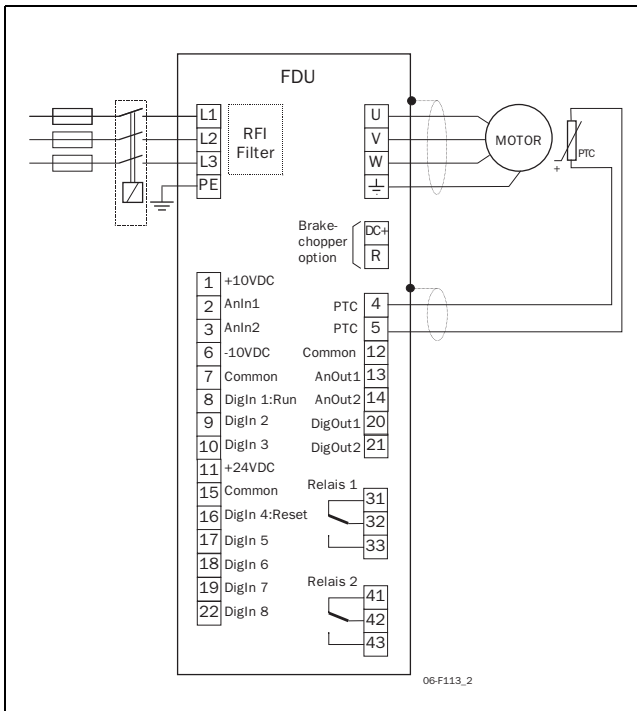 FDU
L1
L2
L3
PE
RFI
Filter
U
V
W
MOTOR
PTC
+
Brake-
chopper
option
DC+
R
1 +10VDC
2 AnIn1
3 AnIn2
6 -10VDC
7 Common
8 DigIn 1:Run
9 DigIn 2
10 DigIn 3
11 +24VDC
15 Common
16 DigIn 4:Reset
17 DigIn 5
18 DigIn 6
19 DigIn 7
22 DigIn 8
PTC 4
PTC 5
Common 12
AnOut1 13
AnOut2 14
DigOut1 20
DigOut2 21
Relais 1
31
32
33
Relais 2
41
42
43
06-F113_2